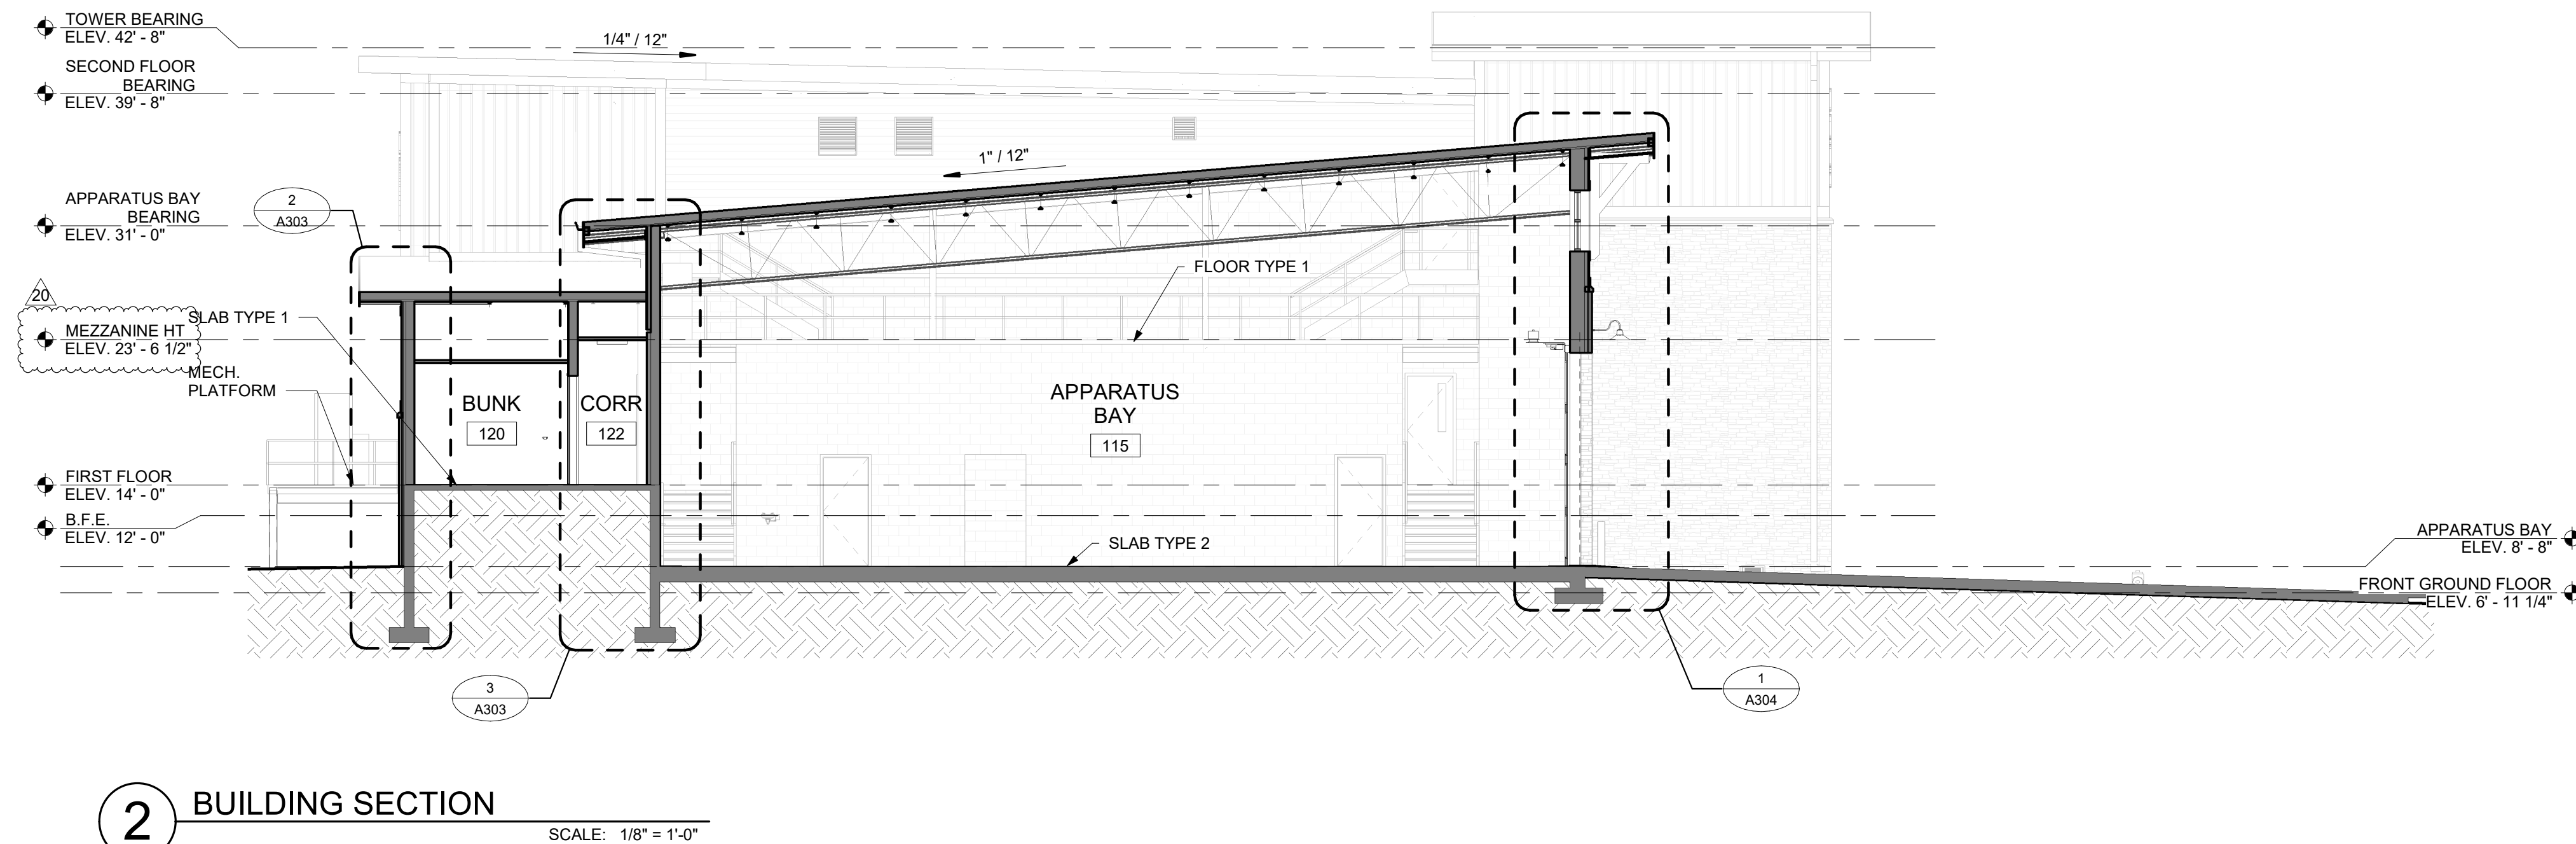 TOWER BEARING
ELEV. 42' - 8"
SECOND FLOOR
BEARING
ELEV. 39' - 8"
1/4" / 12"
1" / 12"
APPARATUS BAY
BEARING
ELEV. 31' - 0"
2
A303
20
MEZZANINE HT
ELEV. 23' - 6 1/2"
SLAB TYPE 1
MECH.
PLATFORM
FLOOR TYPE 1
BUNK
120
CORR
122
APPARATUS
BAY
115
FIRST FLOOR
ELEV. 14' - 0"
B.F.E.
ELEV. 12' - 0"
SLAB TYPE 2
APPARATUS BAY
ELEV. 8' - 8"
FRONT GROUND FLOOR
ELEV. 6' - 11 1/4"
3
A303
1
A304
2
BUILDING SECTION
SCALE: 1/8" = 1'-0"